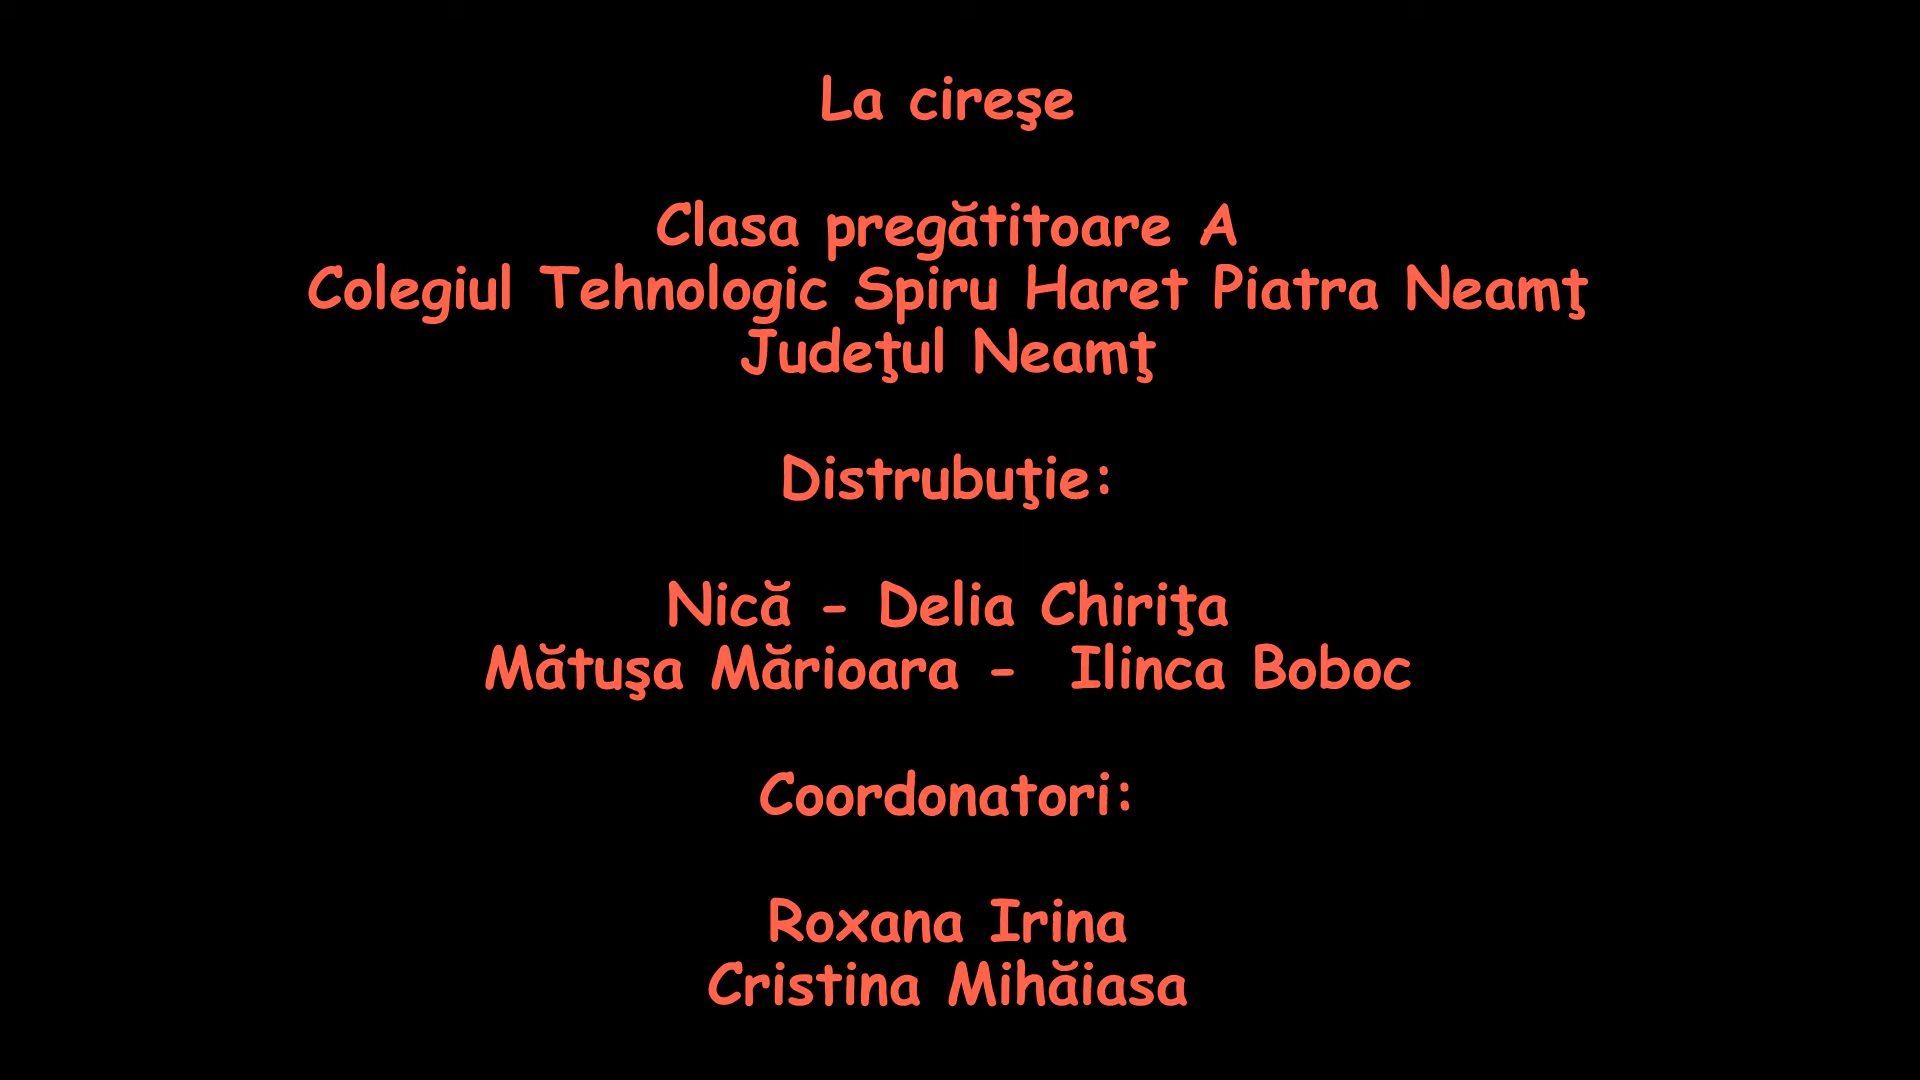 La cireşe
Clasa pregătitoare A
Colegiul Tehnologic Spiru Haret Piatra Neamţ
Judeţul Neamţ
Distrubuţie:
Nică - Delia Chiriţa
Mătuşa Mărioara - Ilinca Boboc
Coordonatori:
Roxana Irina
Cristina Mihăiasa